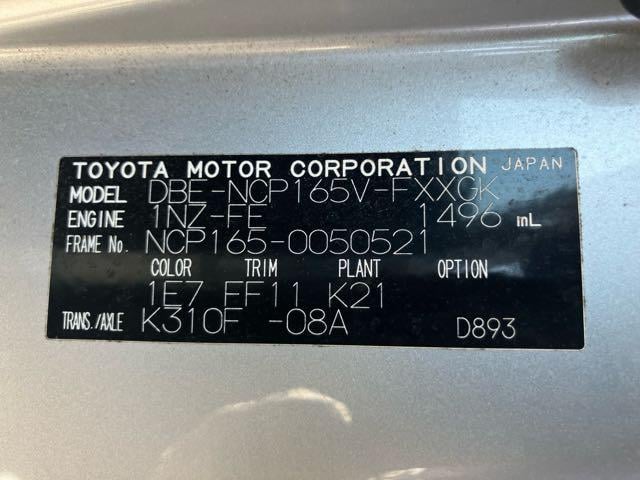 TOYOTA MOTOR CORPORATION JAPAN
MODEL DBE-NCP165V-FXXGK
ENGINE 1NZ-FE 1496 mL
FRAME No. NCP165-0050521
COLOR TRIM PLANT OPTION
1E7 FF11 K21
TRANS./AXLE K310F -08A D893